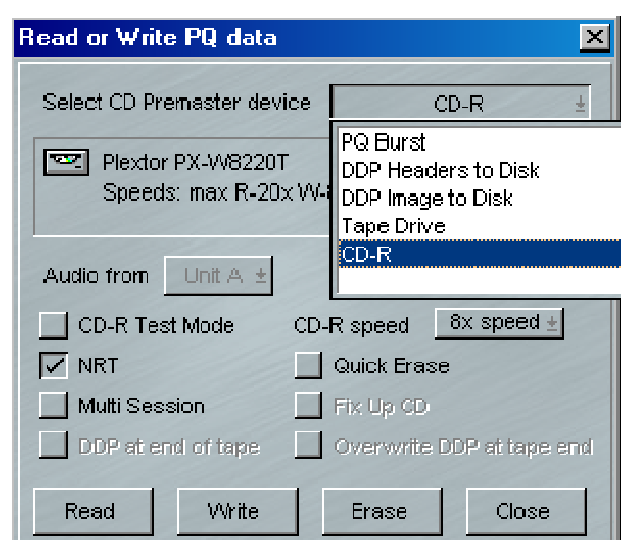 Read or Write PQ data
Select CD Premaster device CD-R
PQ Burst
Plextor PX-W8220T
DDP Headers to Disk
Speeds: max R-20x W-
DDP Image to Disk
Tape Drive
CD-R
Audio from Unit A
CD-R Test Mode CD-R speed 8x speed
NRT Quick Erase
Multi Session Fix Up CD
DDP at end of tape Overwrite DDP at tape end
Read Write Erase Close